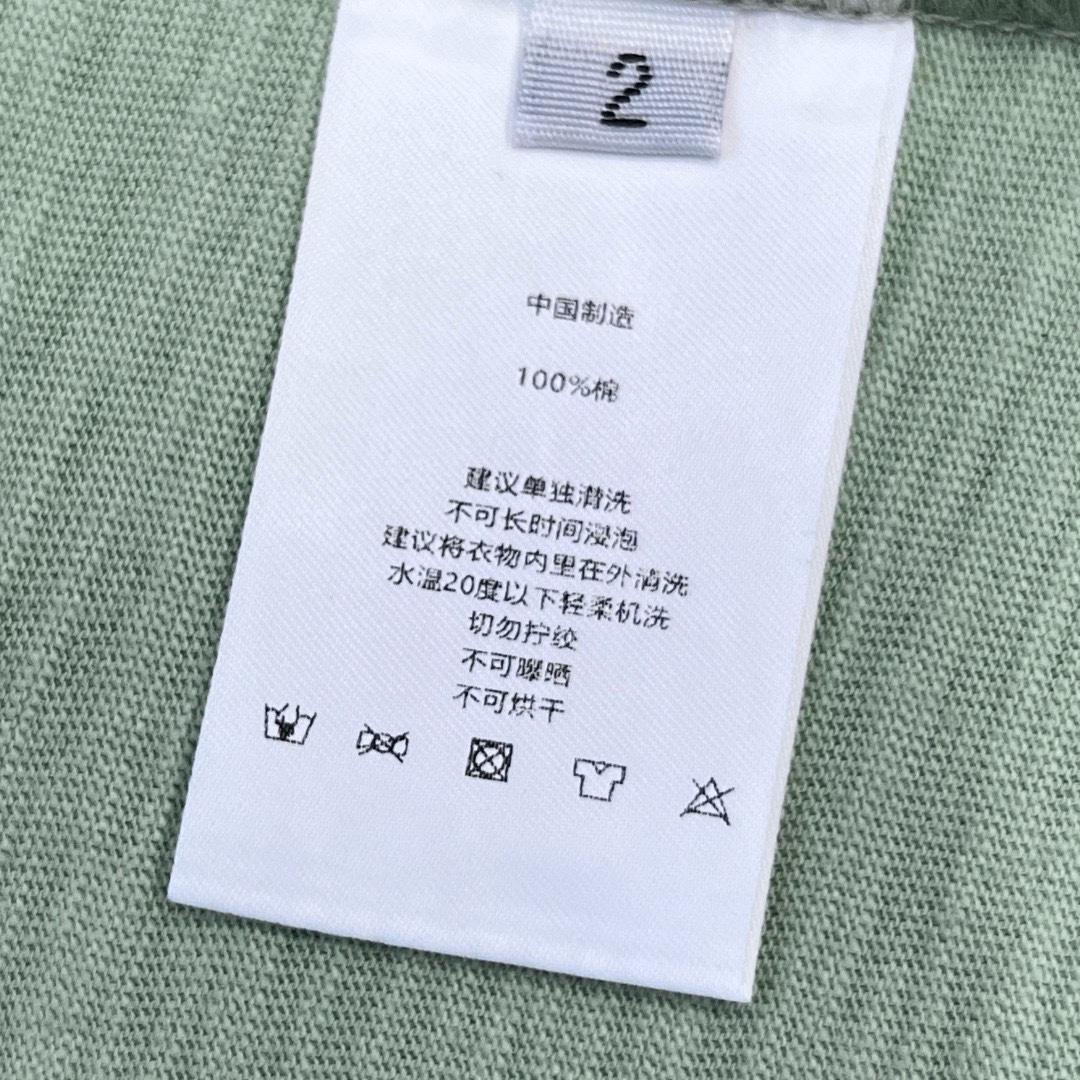 2
中国制造
100%棉
建议单独清洗
不可长时间浸泡
建议将衣物内里在外清洗
水温20度以下轻柔机洗
切勿拧绞
不可曝晒
不可烘干